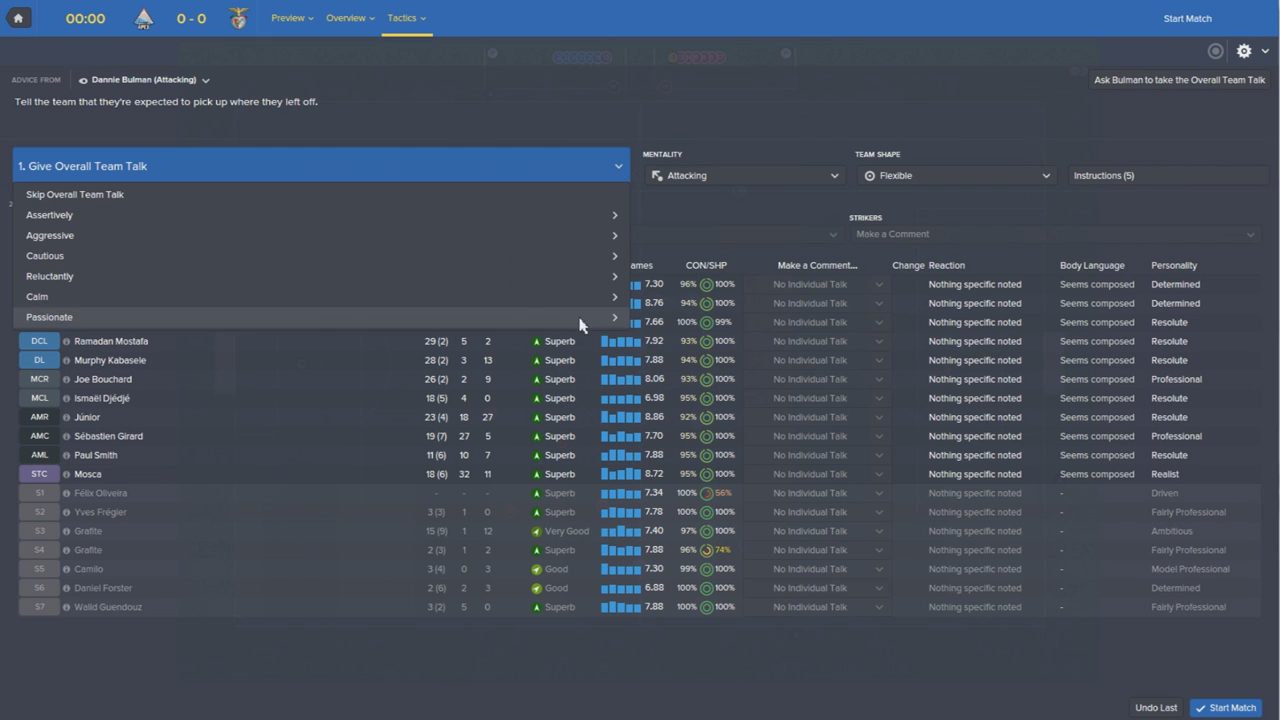 00:00 APEX 0 - 0 Preview Overview Tactics Start Match
ADVICE FROM Dannie Bulman (Attacking) Ask Bulman to take the Overall Team Talk
Tell the team that they're expected to pick up where they left off.
1. Give Overall Team Talk
MENTALITY TEAM SHAPE
Attacking Flexible Instructions (5)
Skip Overall Team Talk
Assertively
Aggressive
Cautious
Reluctantly
Calm
Passionate
STRIKERS
Make a Comment
ames CON/SHP Make a Comment... Change Reaction Body Language Personality
7.30 96% 100% No Individual Talk Nothing specific noted Seems composed Determined
8.76 94% 100% No Individual Talk Nothing specific noted Seems composed Determined
7.66 100% 99% No Individual Talk Nothing specific noted Seems composed Resolute
DCL Ramadan Mostafa 29 (2) 5 2 Superb 7.92 93% 100% No Individual Talk Nothing specific noted Seems composed Resolute
DL Murphy Kabasele 28 (2) 3 13 Superb 7.88 94% 100% No Individual Talk Nothing specific noted Seems composed Resolute
MCR Joe Bouchard 26 (2) 2 9 Superb 8.06 93% 100% No Individual Talk Nothing specific noted Seems composed Professional
MCL Ismaël Djédjé 18 (5) 4 0 Superb 6.98 95% 100% No Individual Talk Nothing specific noted Seems composed Resolute
AMR Júnior 23 (4) 18 27 Superb 8.86 92% 100% No Individual Talk Nothing specific noted Seems composed Resolute
AMC Sébastien Girard 19 (7) 27 5 Superb 7.70 95% 100% No Individual Talk Nothing specific noted Seems composed Professional
AML Paul Smith 11 (6) 10 7 Superb 7.88 95% 100% No Individual Talk Nothing specific noted Seems composed Resolute
STC Mosca 18 (6) 32 11 Superb 8.72 95% 100% No Individual Talk Nothing specific noted Seems composed Realist
S1 Félix Oliveira - - - Superb 7.34 100% 56% No Individual Talk Nothing specific noted - Driven
S2 Yves Frégier 3 (3) 1 0 Superb 7.78 100% 100% No Individual Talk Nothing specific noted - Fairly Professional
S3 Grafite 15 (9) 1 12 Very Good 7.40 97% 100% No Individual Talk Nothing specific noted - Ambitious
S4 Grafite 2 (3) 1 2 Superb 7.88 96% 74% No Individual Talk Nothing specific noted - Fairly Professional
S5 Camilo 3 (4) 0 3 Good 7.30 99% 100% No Individual Talk Nothing specific noted - Model Professional
S6 Daniel Forster 2 (6) 2 3 Good 6.88 100% 100% No Individual Talk Nothing specific noted - Determined
S7 Walid Guendouz 3 (2) 5 0 Superb 7.88 100% 100% No Individual Talk Nothing specific noted - Fairly Professional
Undo Last Start Match